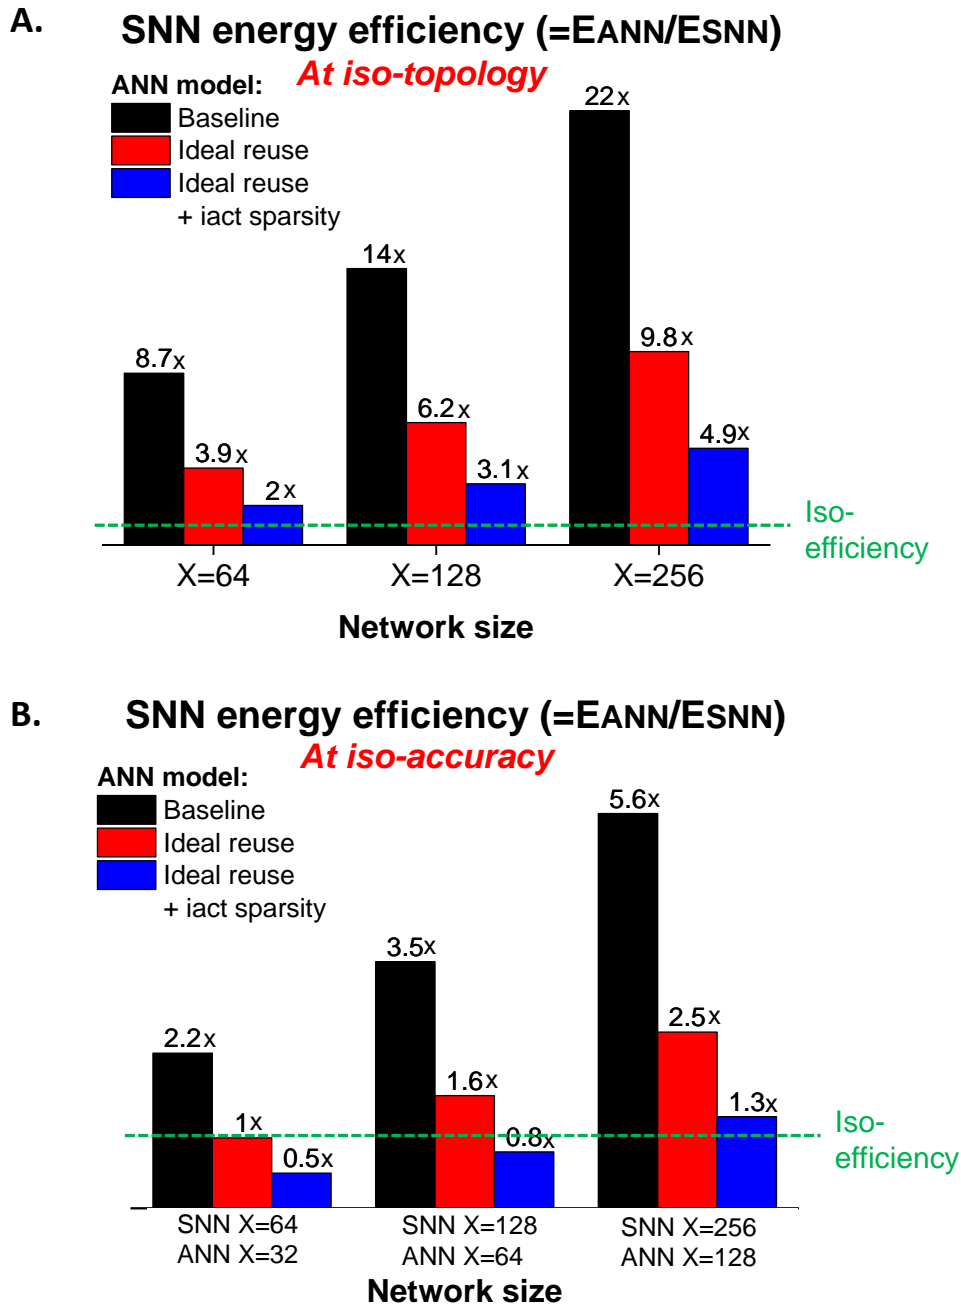 A.
SNN energy efficiency (=EANN/ESNN)
At iso-topology
ANN model:
Baseline
Ideal reuse
Ideal reuse
+ iact sparsity
22x
14x
9.8x
8.7x
6.2x
4.9x
3.9x
3.1x
2x
Iso-
efficiency
X=64 X=128 X=256
Network size
B.
SNN energy efficiency (=EANN/ESNN)
At iso-accuracy
ANN model:
Baseline
Ideal reuse
Ideal reuse
+ iact sparsity
5.6x
3.5x
2.5x
2.2x
1.6x
1.3x
1x
0.8x
0.5x
Iso-
efficiency
SNN X=64 SNN X=128 SNN X=256
ANN X=32 ANN X=64 ANN X=128
Network size